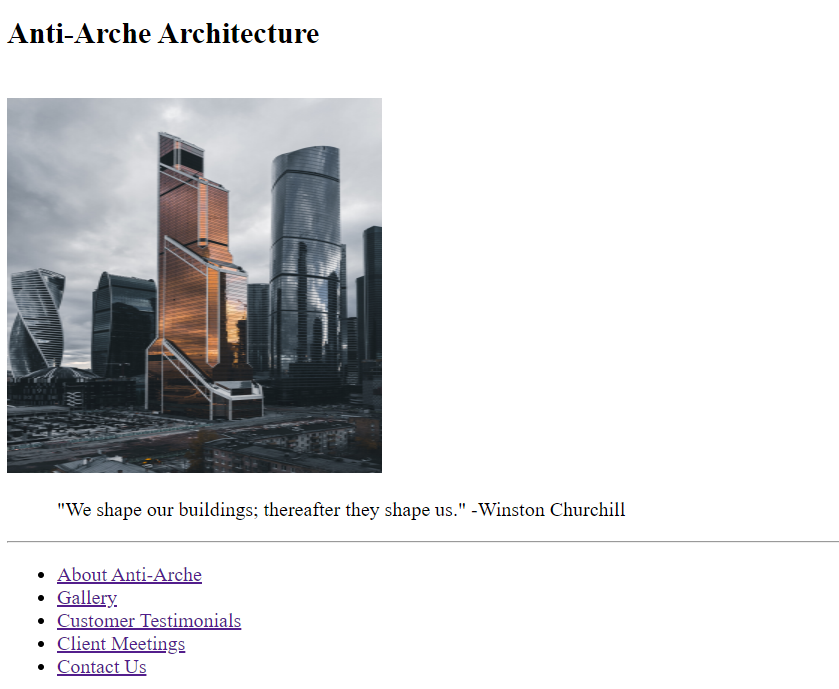 Anti-Arche Architecture
"We shape our buildings; thereafter they shape us." -Winston Churchill
About Anti-Arche
Gallery
Customer Testimonials
Client Meetings
Contact Us